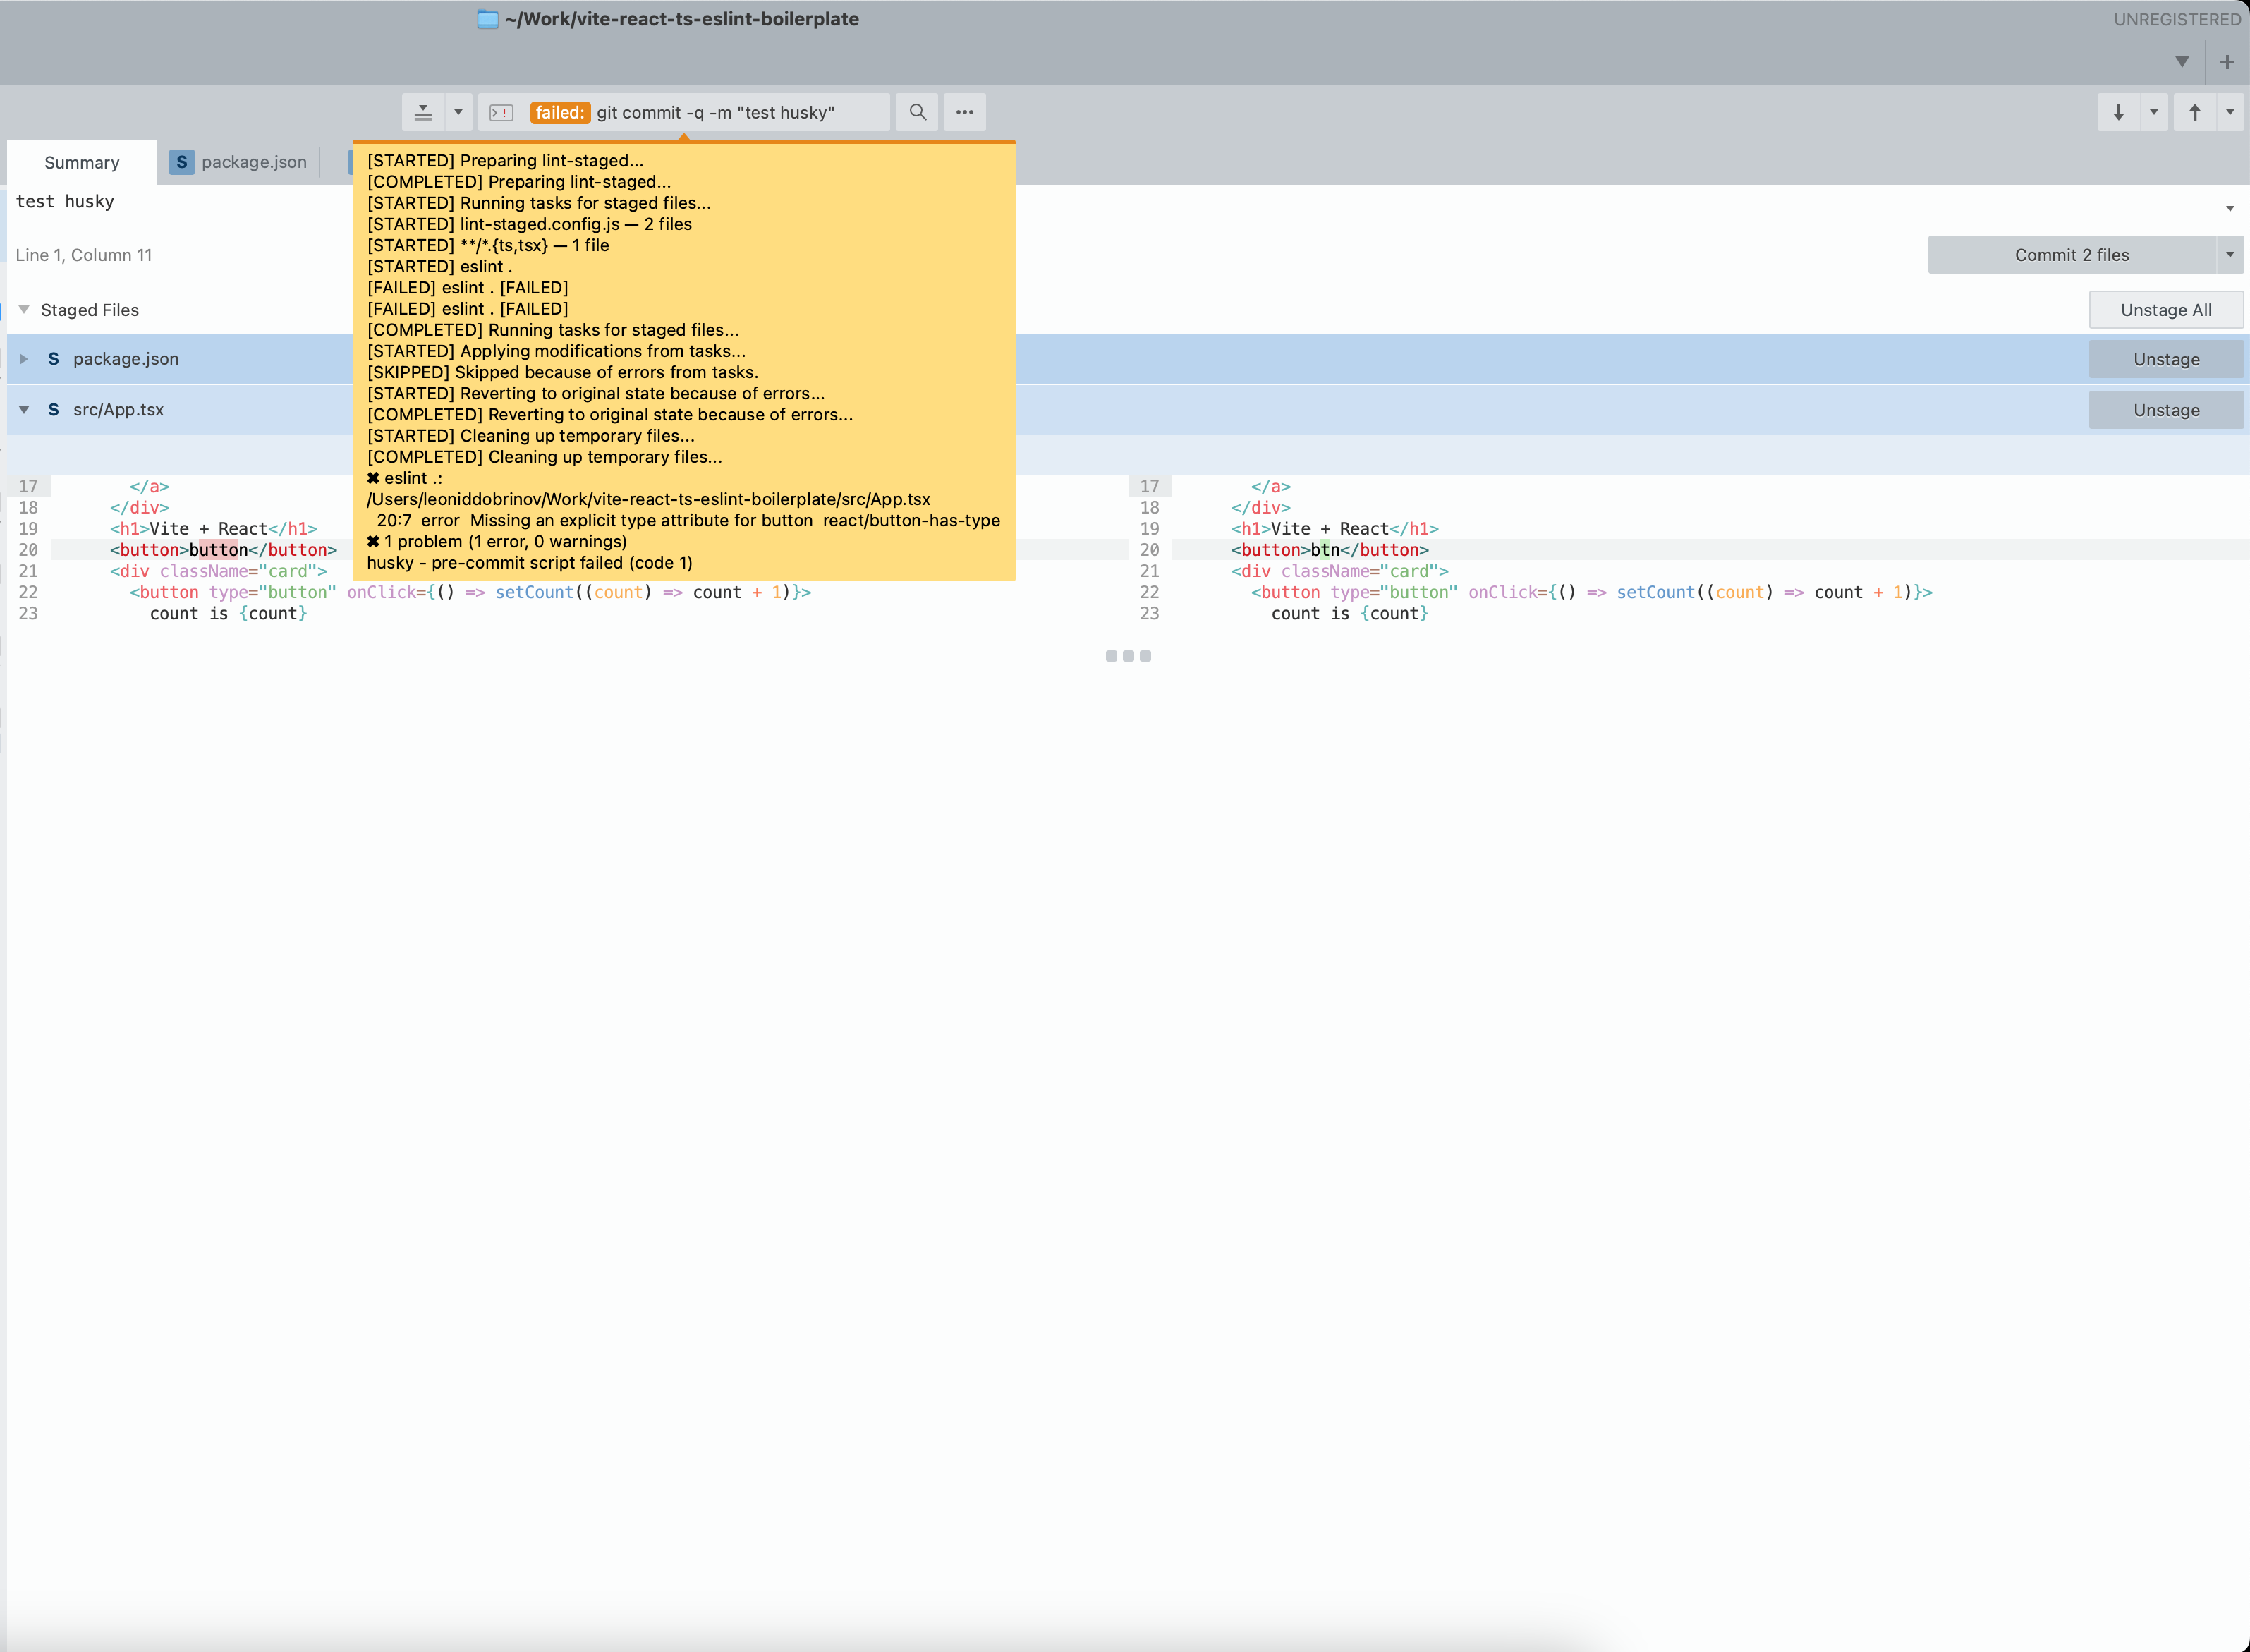 ~/Work/vite-react-ts-eslint-boilerplate
UNREGISTERED
failed: git commit -q -m "test husky"
Summary
S package.json
test husky
Line 1, Column 11
Commit 2 files
Staged Files
Unstage All
S package.json
Unstage
S src/App.tsx
Unstage
[STARTED] Preparing lint-staged...
[COMPLETED] Preparing lint-staged...
[STARTED] Running tasks for staged files...
[STARTED] lint-staged.config.js — 2 files
[STARTED] **/*.{ts,tsx} — 1 file
[STARTED] eslint .
[FAILED] eslint . [FAILED]
[FAILED] eslint . [FAILED]
[COMPLETED] Running tasks for staged files...
[STARTED] Applying modifications from tasks...
[SKIPPED] Skipped because of errors from tasks.
[STARTED] Reverting to original state because of errors...
[COMPLETED] Reverting to original state because of errors...
[STARTED] Cleaning up temporary files...
[COMPLETED] Cleaning up temporary files...
✖ eslint .:
/Users/leoniddobrinov/Work/vite-react-ts-eslint-boilerplate/src/App.tsx
20:7 error Missing an explicit type attribute for button react/button-has-type
✖ 1 problem (1 error, 0 warnings)
husky - pre-commit script failed (code 1)
17 </a>
18 </div>
19 <h1>Vite + React</h1>
20 <button>button</button>
21 <div className="card">
22 <button type="button" onClick={() => setCount((count) => count + 1)}>
23 count is {count}
17 </a>
18 </div>
19 <h1>Vite + React</h1>
20 <button>btn</button>
21 <div className="card">
22 <button type="button" onClick={() => setCount((count) => count + 1)}>
23 count is {count}